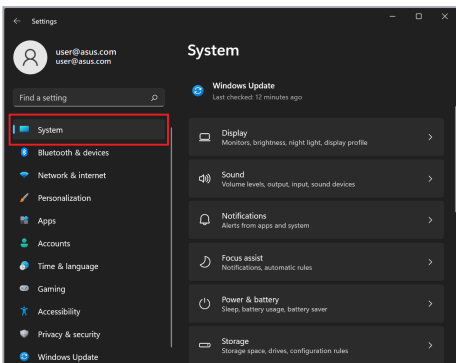 Settings
user@asus.com
user@asus.com
Find a setting
System
Bluetooth & devices
Network & internet
Personalization
Apps
Accounts
Time & language
Gaming
Accessibility
Privacy & security
Windows Update
System
Windows Update
Last checked: 12 minutes ago
Display
Monitors, brightness, night light, display profile
Sound
Volume levels, output, input, sound devices
Notifications
Alerts from apps and system
Focus assist
Notifications, automatic rules
Power & battery
Sleep, battery usage, battery saver
Storage
Storage space, drives, configuration rules